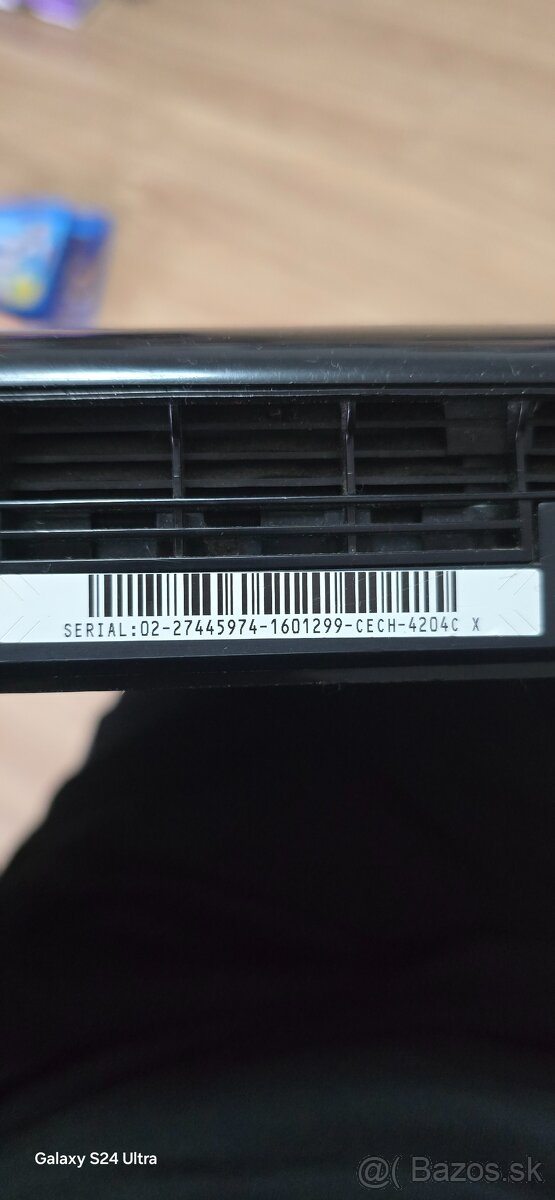 SERIAL:02-27445974-1601299-CECH-4204C X
Galaxy S24 Ultra
@( Bazos.sk